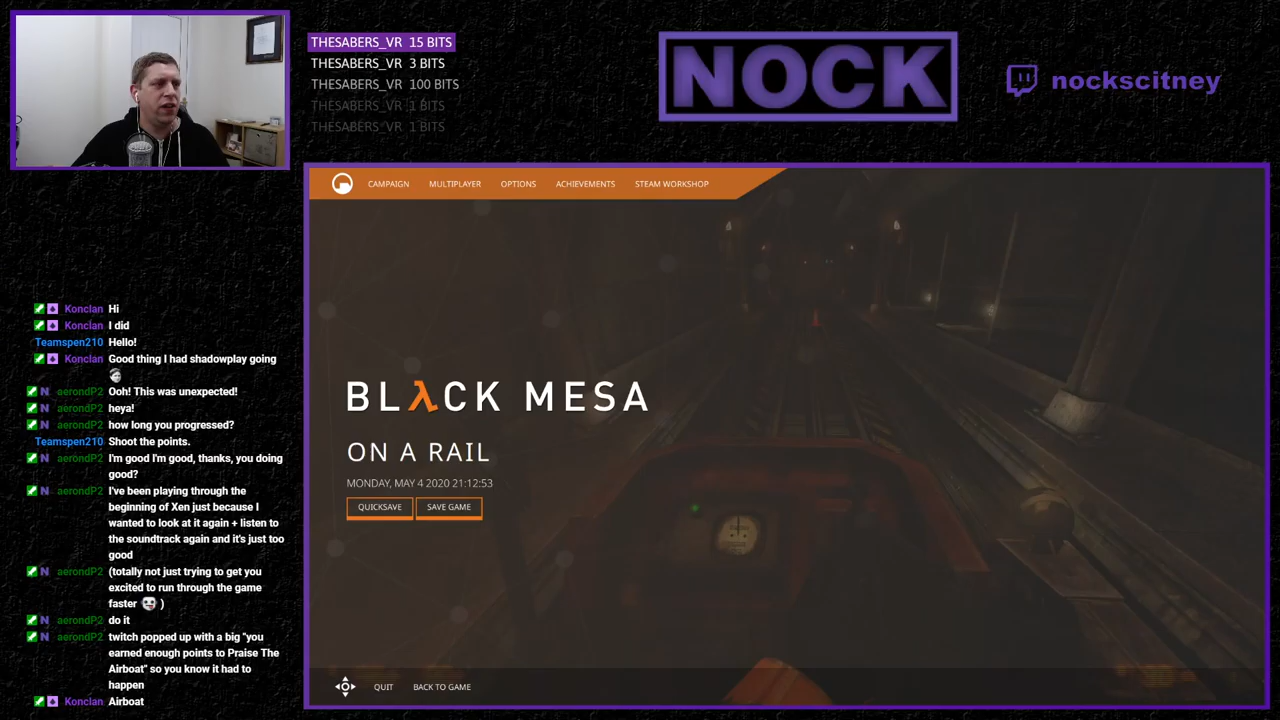 THESABERS_VR 15 BITS
THESABERS_VR 3 BITS
THESABERS_VR 100 BITS
THESABERS_VR 1 BITS
THESABERS_VR 1 BITS
NOCK
nockscitney
CAMPAIGN MULTIPLAYER OPTIONS ACHIEVEMENTS STEAM WORKSHOP
BLλCK MESA
ON A RAIL
MONDAY, MAY 4 2020 21:12:53
QUICKSAVE SAVE GAME
QUIT BACK TO GAME
Konclan Hi
Konclan I did
Teamspen210 Hello!
Konclan Good thing I had shadowplay going
N aerondP2 Ooh! This was unexpected!
N aerondP2 heya!
N aerondP2 how long you progressed?
Teamspen210 Shoot the points.
N aerondP2 I'm good I'm good, thanks, you doing
good?
N aerondP2 I've been playing through the
beginning of Xen just because I
wanted to look at it again + listen to
the soundtrack again and it's just too
good
N aerondP2 (totally not just trying to get you
excited to run through the game
faster )
N aerondP2 do it
N aerondP2 twitch popped up with a big "you
earned enough points to Praise The
Airboat" so you know it had to
happen
Konclan Airboat